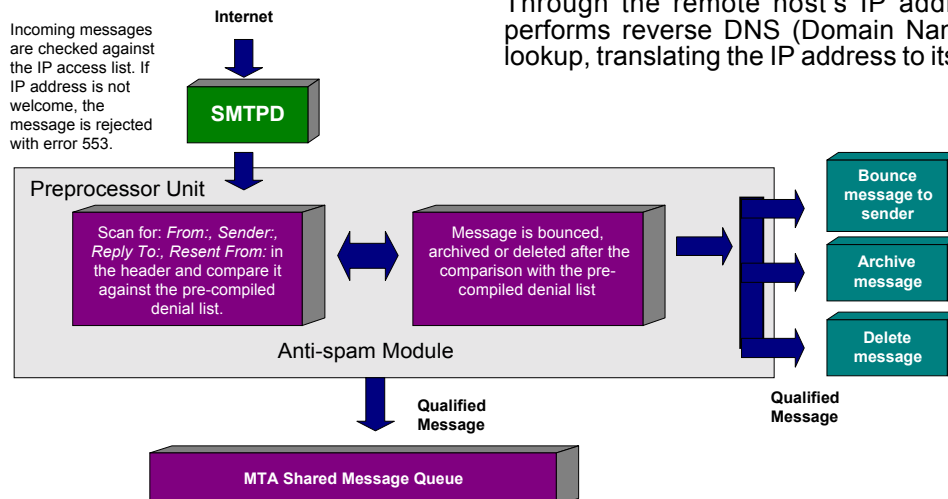 Through the remote host's IP
performs reverse DNS (Domain
lookup, translating the IP address to
Internet
Incoming messages
are checked against
the IP access list. If
IP address is not
welcome, the
message is rejected
with error 553.
SMTPD
Preprocessor Unit
Scan for: From:, Sender:,
Reply To:, Resent From: in
the header and compare it
against the pre-compiled
denial list.
Message is bounced,
archived or deleted after the
comparison with the pre-
compiled denial list
Bounce
message to
sender
Archive
message
Delete
message
Anti-spam Module
Qualified
Message
Qualified
Message
MTA Shared Message Queue